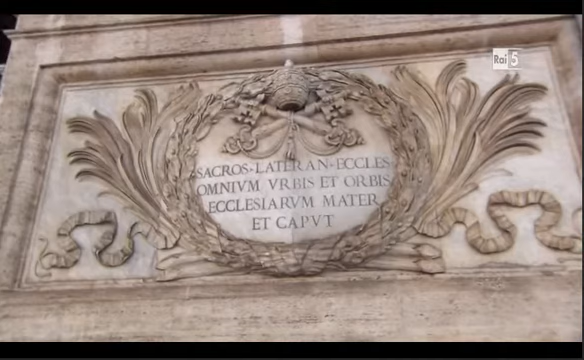 Rai 5
SACROS·LATERAN·ECCLES
OMNIVM VRBIS ET ORBIS
ECCLESIARVM MATER
ET CAPVT